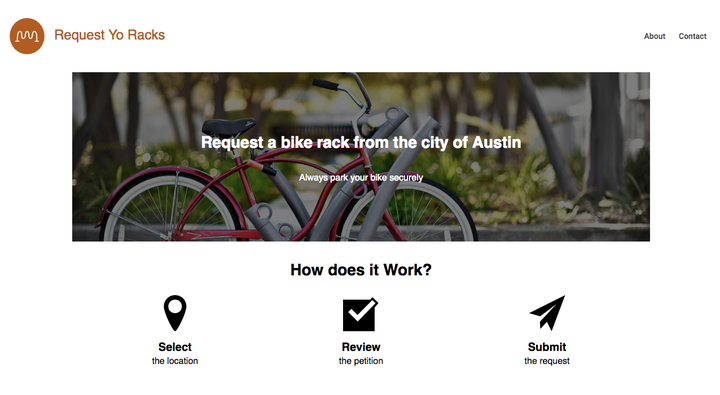 Request Yo Racks
About
Contact
Request a bike rack from the city of Austin
Always park your bike securely
How does it Work?
Select
the location
Review
the petition
Submit
the request